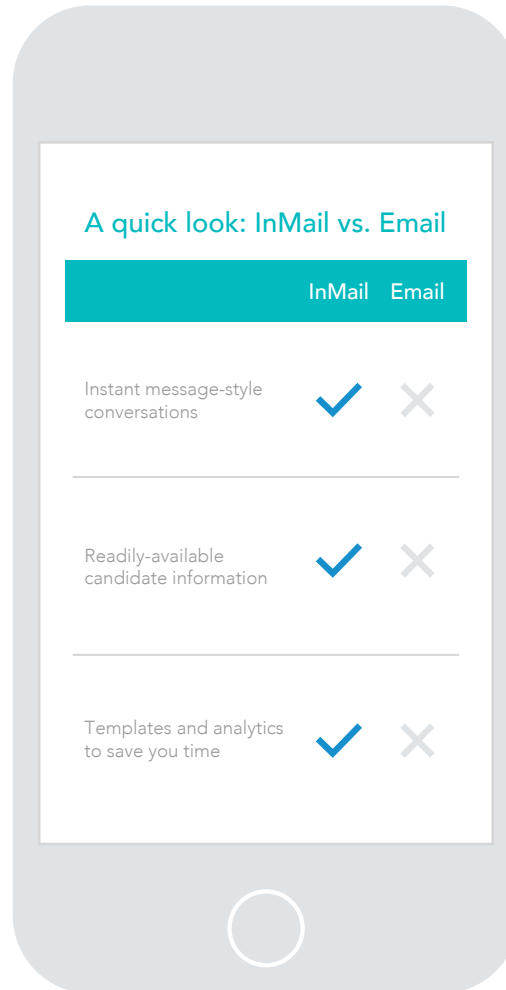 A quick look: InMail vs. Email
InMail Email
Instant message-style
conversations
Readily-available
candidate information
Templates and analytics
to save you time